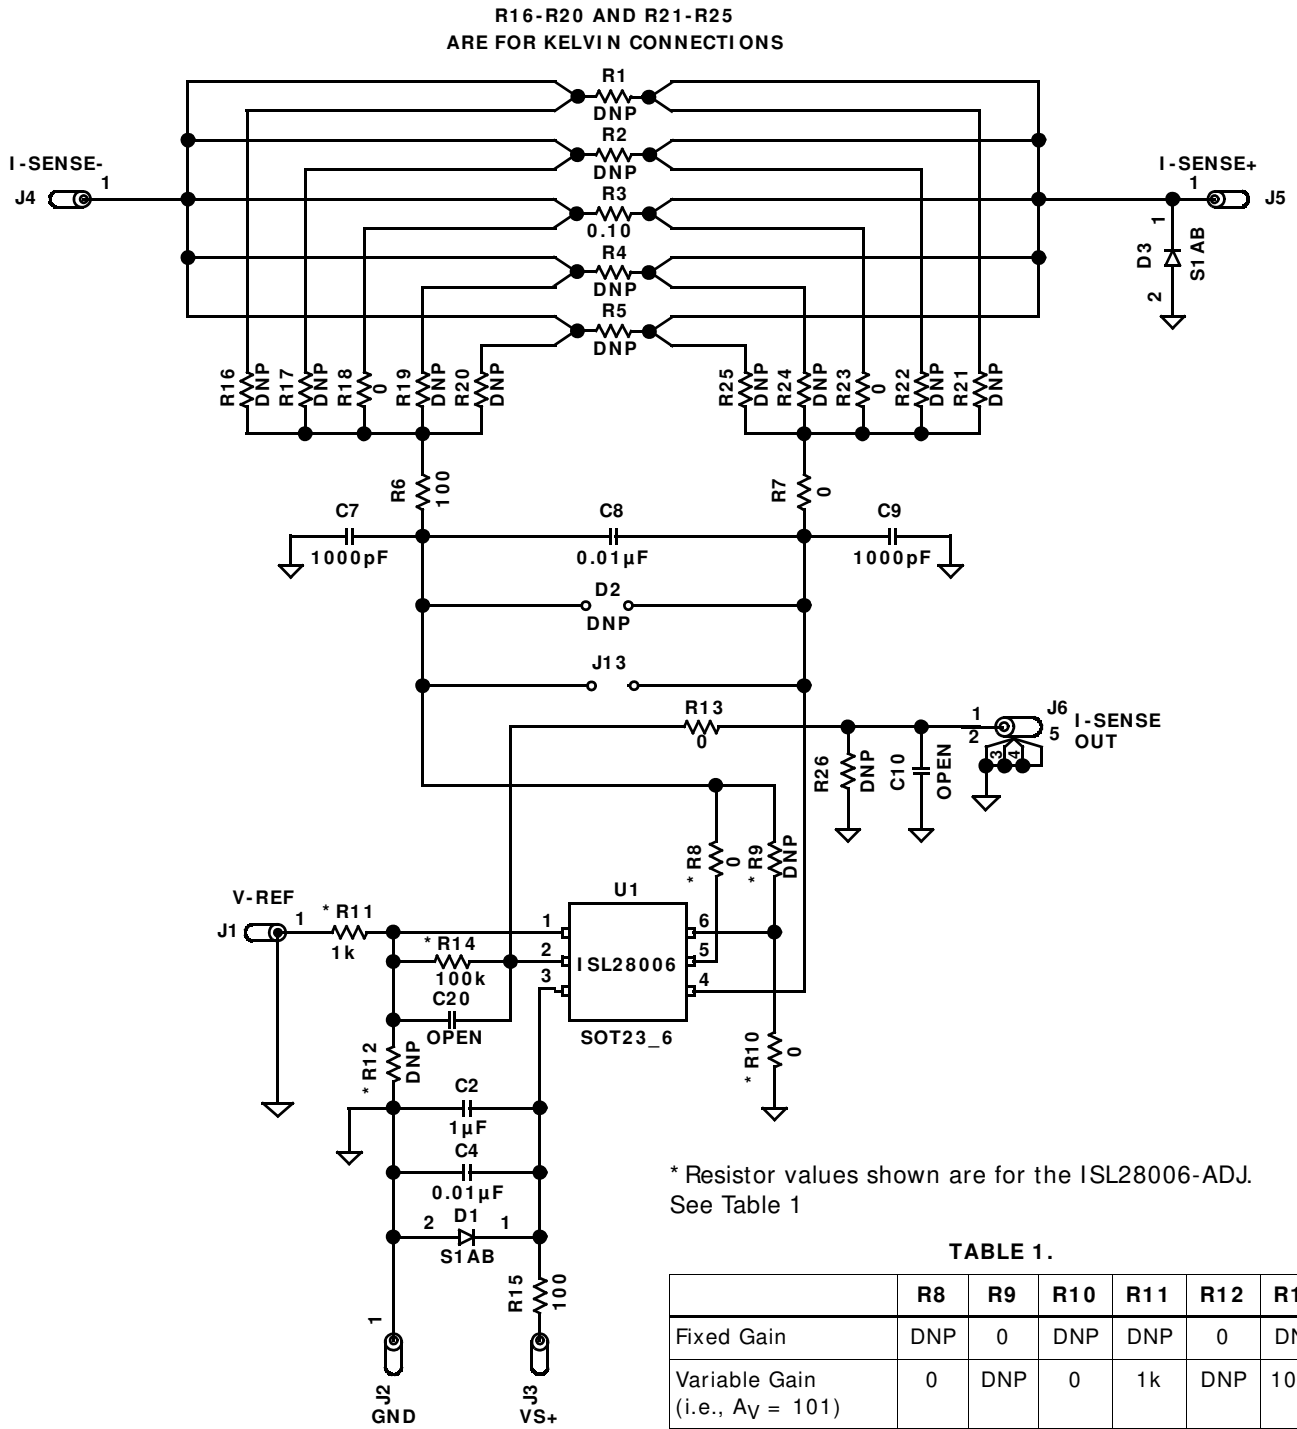 R16-R20 AND R21-R25
ARE FOR KELVIN CONNECTIONS
R1
DNP
R2
DNP
I-SENSE-
J4
1
I-SENSE+
1
J5
R3
0.10
R4
DNP
R5
DNP
1
D3
S1AB
2
R16
DNP
R17
DNP
R18
0
R19
DNP
R20
DNP
R25
DNP
R24
DNP
R23
0
R22
DNP
R21
DNP
R6
100
R7
0
C7
1000pF
C8
0.01µF
C9
1000pF
D2
DNP
J13
R13
0
R26
DNP
C10
OPEN
1
2
3
4
5
J6
I-SENSE
OUT
* R8
0
* R9
DNP
U1
V-REF
J1
1
* R11
1k
* R14
100k
C20
OPEN
1
2
3
6
5
4
ISL28006
SOT23_6
* R12
DNP
* R10
0
C2
1µF
C4
0.01µF
2
D1
1
S1AB
R15
100
1
J2
GND
J3
VS+
* Resistor values shown are for the ISL28006-ADJ.
See Table 1
TABLE 1.
R8 R9 R10 R11 R12
Fixed Gain DNP 0 DNP DNP 0
Variable Gain 0 DNP 0 1k DNP
(i.e., AV = 101)